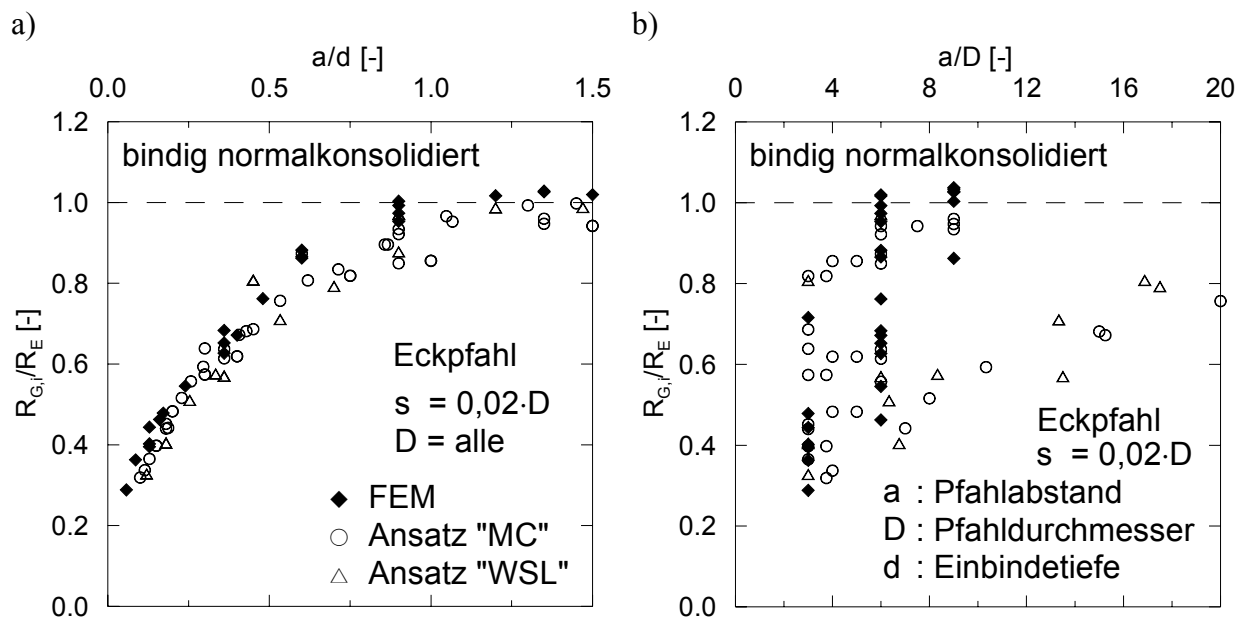 a)
a/d [-]
0.0 0.5 1.0 1.5
1.2
1.0
0.8
0.6
0.4
0.2
0.0
R_G,i/R_E [-]
bindig normalkonsolidiert
Eckpfahl
s = 0,02·D
D = alle
FEM
Ansatz "MC"
Ansatz "WSL"
b)
a/D [-]
0 4 8 12 16 20
1.2
1.0
0.8
0.6
0.4
0.2
0.0
R_G,i/R_E [-]
bindig normalkonsolidiert
Eckpfahl
s = 0,02·D
a : Pfahlabstand
D : Pfahldurchmesser
d : Einbindetiefe